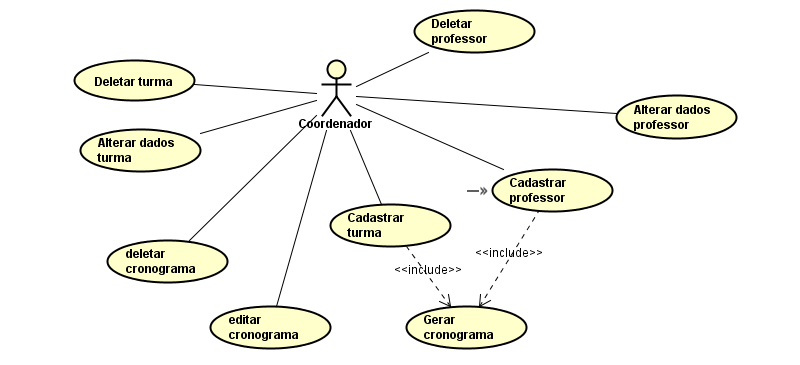 Deletar
professor
Deletar turma
Alterar dados
professor
Coordenador
Alterar dados
turma
Cadastrar
professor
Cadastrar
turma
deletar
cronograma
<<include>>
<<include>>
editar
cronograma
Gerar
cronograma